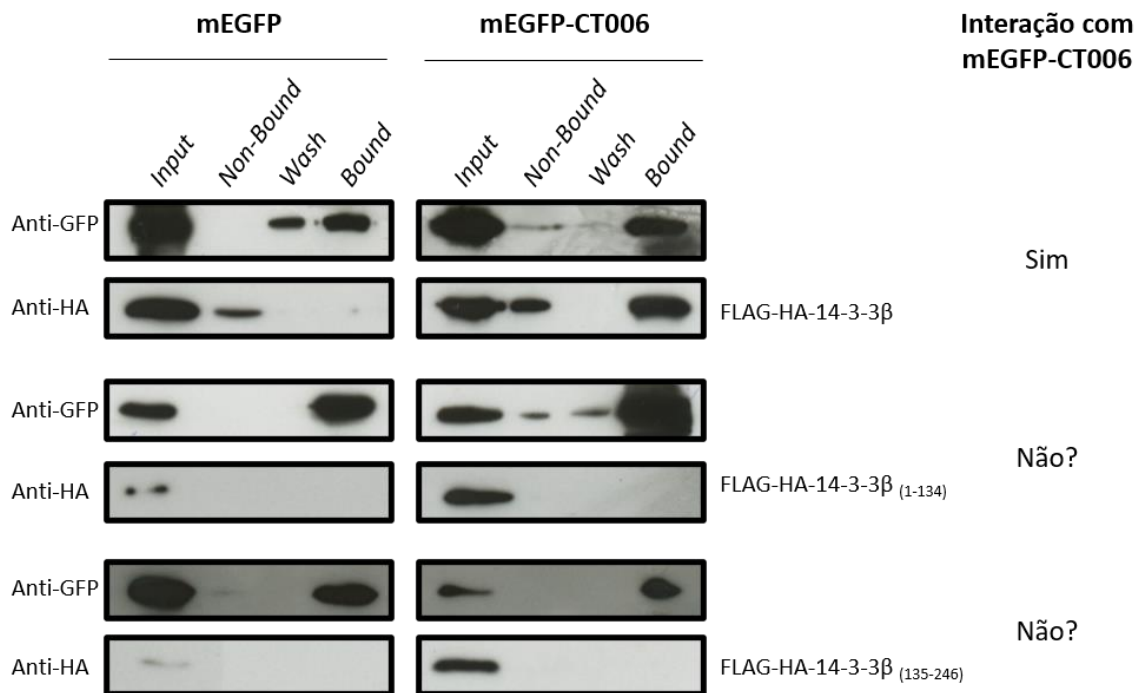 mEGFP
mEGFP-CT006
Interação com
mEGFP-CT006
Input
Non-Bound
Wash
Bound
Input
Non-Bound
Wash
Bound
Anti-GFP
Sim
Anti-HA
FLAG-HA-14-3-3β
Anti-GFP
Não?
Anti-HA
FLAG-HA-14-3-3β (1-134)
Anti-GFP
Não?
Anti-HA
FLAG-HA-14-3-3β (135-246)